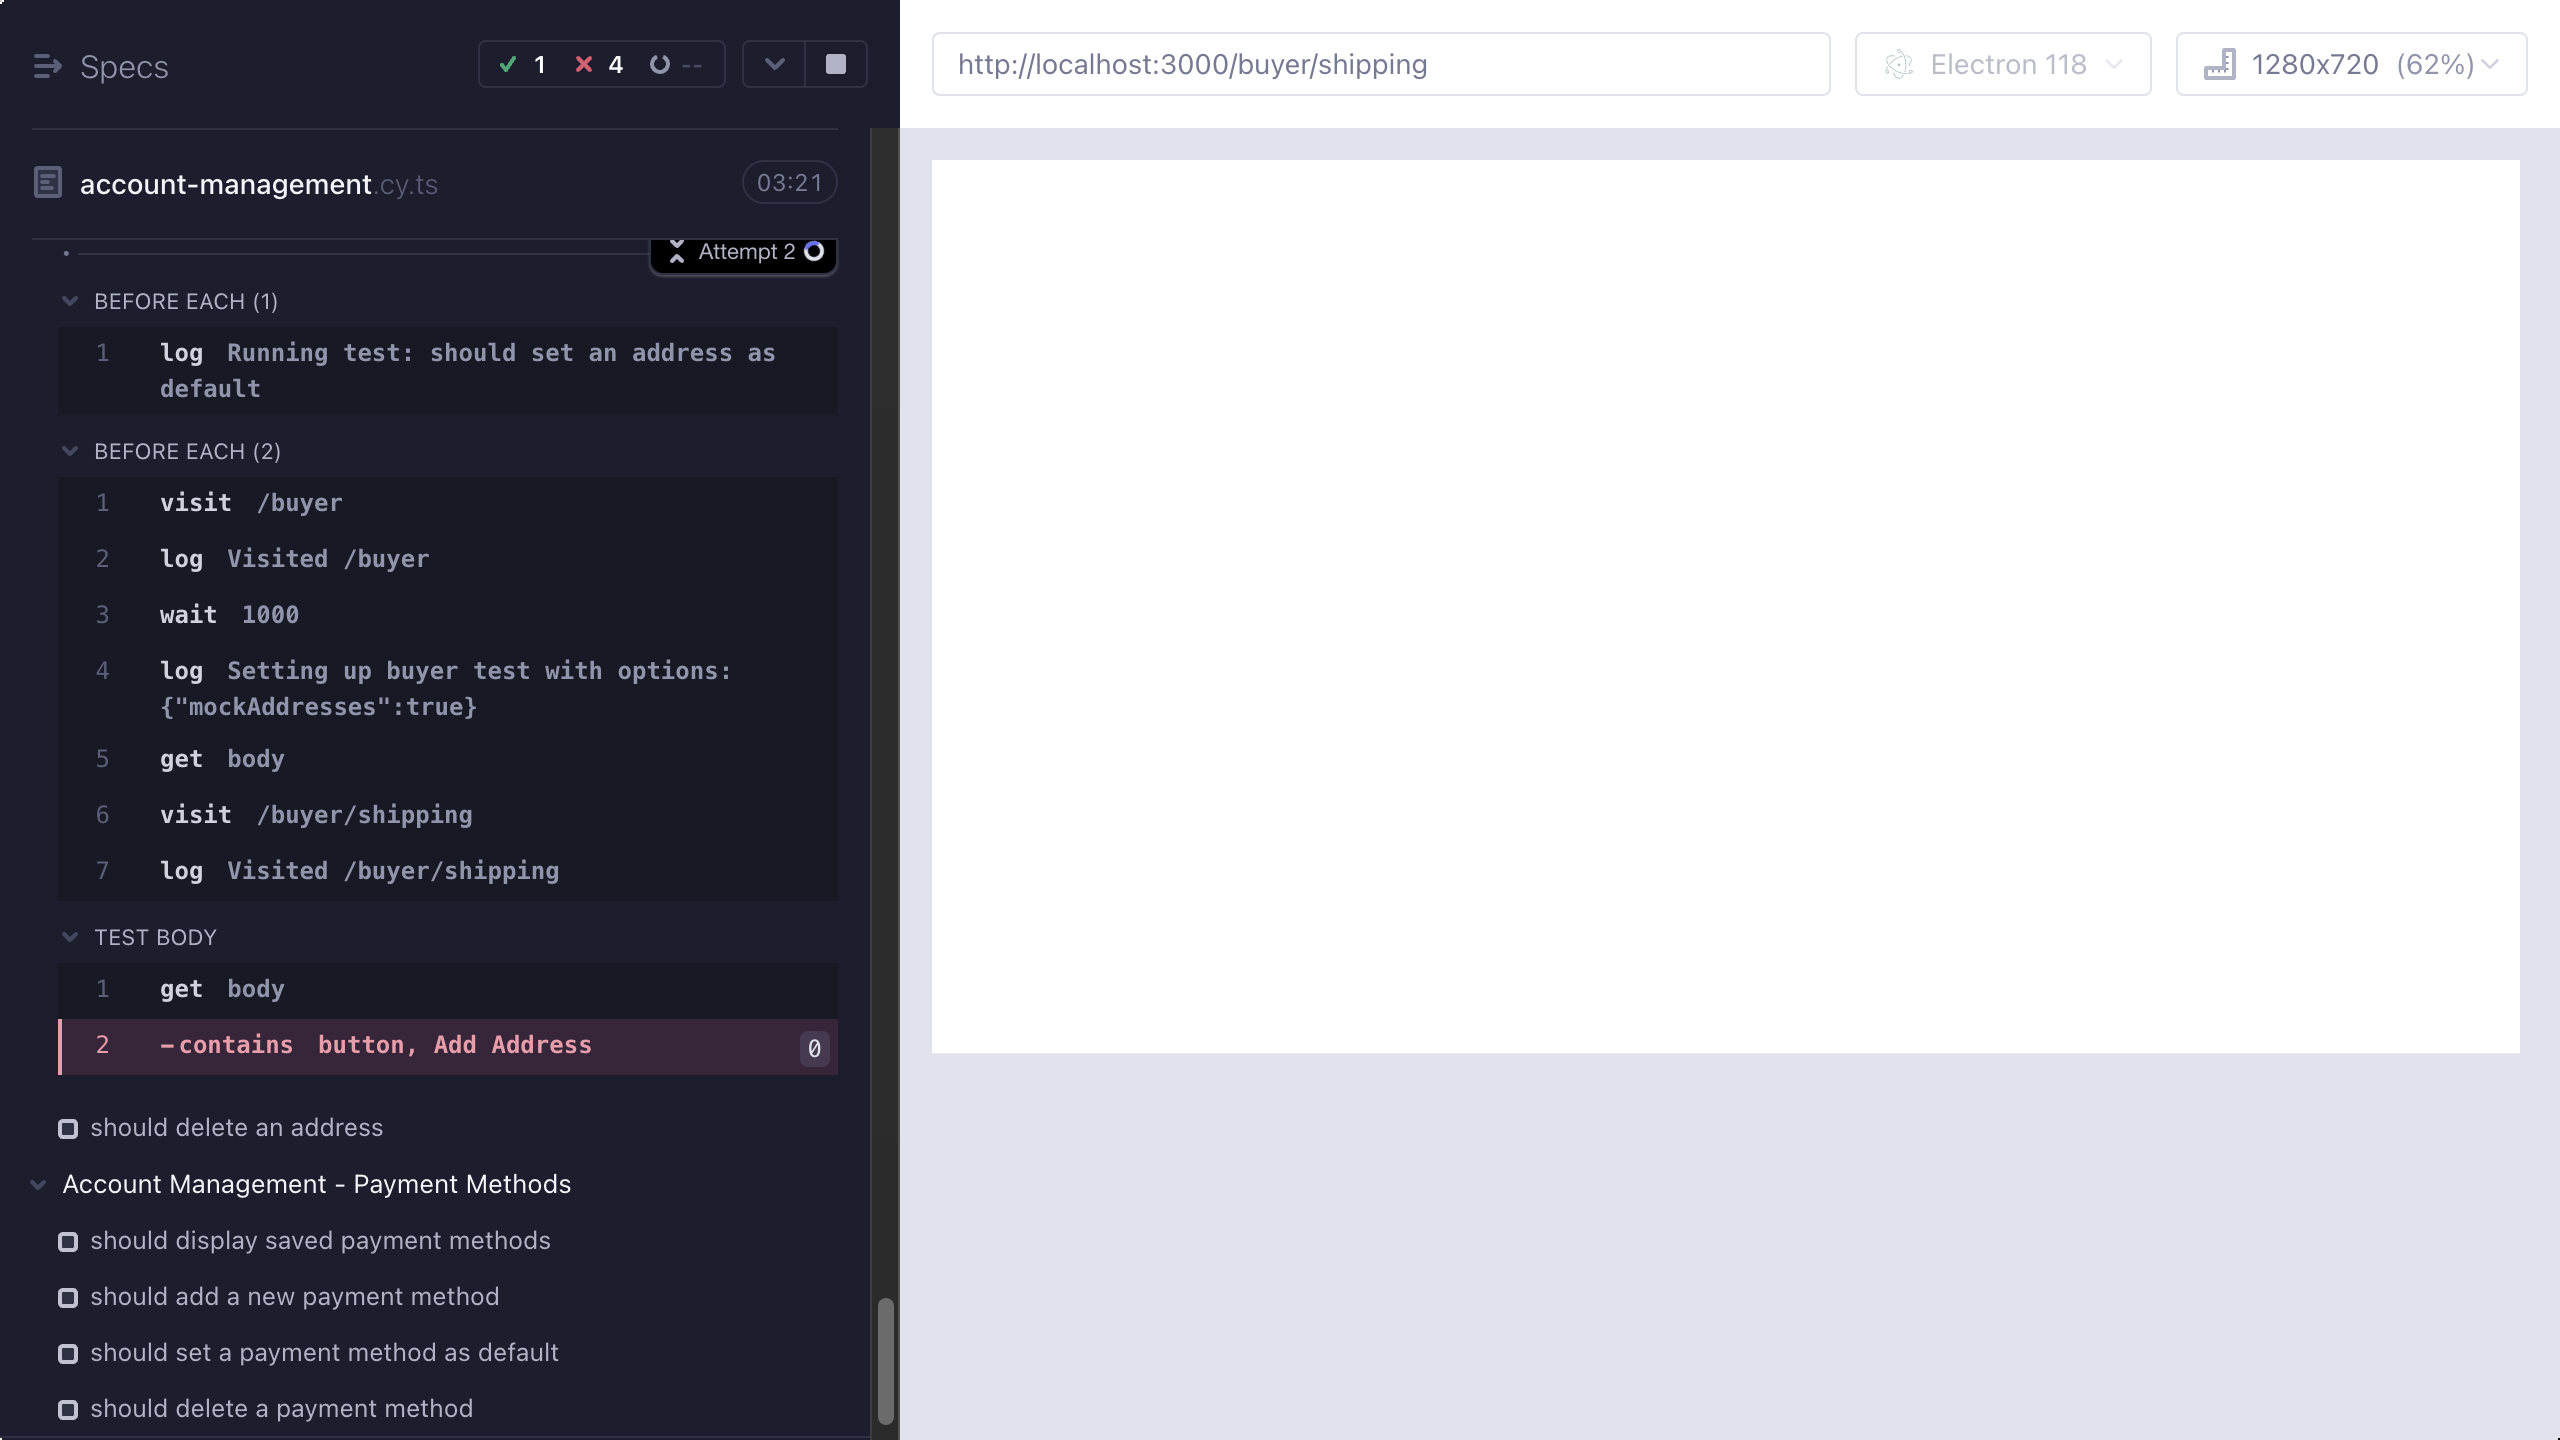 Specs
1
4
--
http://localhost:3000/buyer/shipping
Electron 118
1280x720 (62%)
account-management.cy.ts
03:21
Attempt 2
BEFORE EACH (1)
1 log Running test: should set an address as
default
BEFORE EACH (2)
1 visit /buyer
2 log Visited /buyer
3 wait 1000
4 log Setting up buyer test with options:
{"mockAddresses":true}
5 get body
6 visit /buyer/shipping
7 log Visited /buyer/shipping
TEST BODY
1 get body
2 -contains button, Add Address 0
should delete an address
Account Management - Payment Methods
should display saved payment methods
should add a new payment method
should set a payment method as default
should delete a payment method